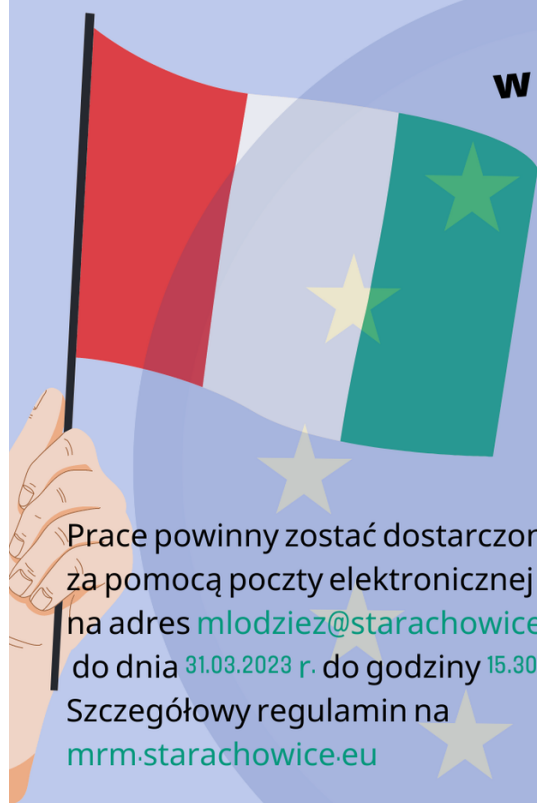 w
Prace powinny zostać dostarczon
za pomocą poczty elektronicznej
na adres mlodziez@starachowice
do dnia 31.03.2023 r. do godziny 15.30
Szczegółowy regulamin na
mrm.starachowice.eu